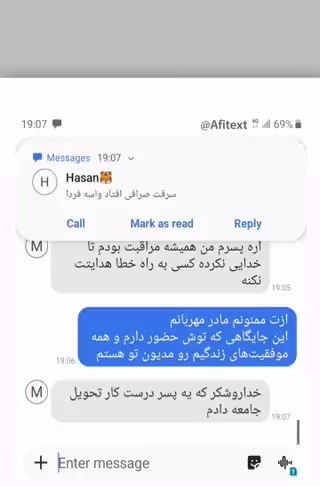 19:07 @Afitext 4G 69%
Messages 19:07
H Hasan🐯
سرقت صرافی افتاد واسه فردا
Call Mark as read Reply
M
اره پسرم من همیشه مراقبت بودم تا
خدایی نکرده کسی به راه خطا هدایتت
نکنه
19:05
ازت ممنونم مادر مهربانم
این جایگاهی که توش حضور دارم و همه
موفقیت‌های زندگیم رو مدیون تو هستم
19:06
M
خداروشکر که یه پسر درست کار تحویل
جامعه دادم
19:07
Enter message
1